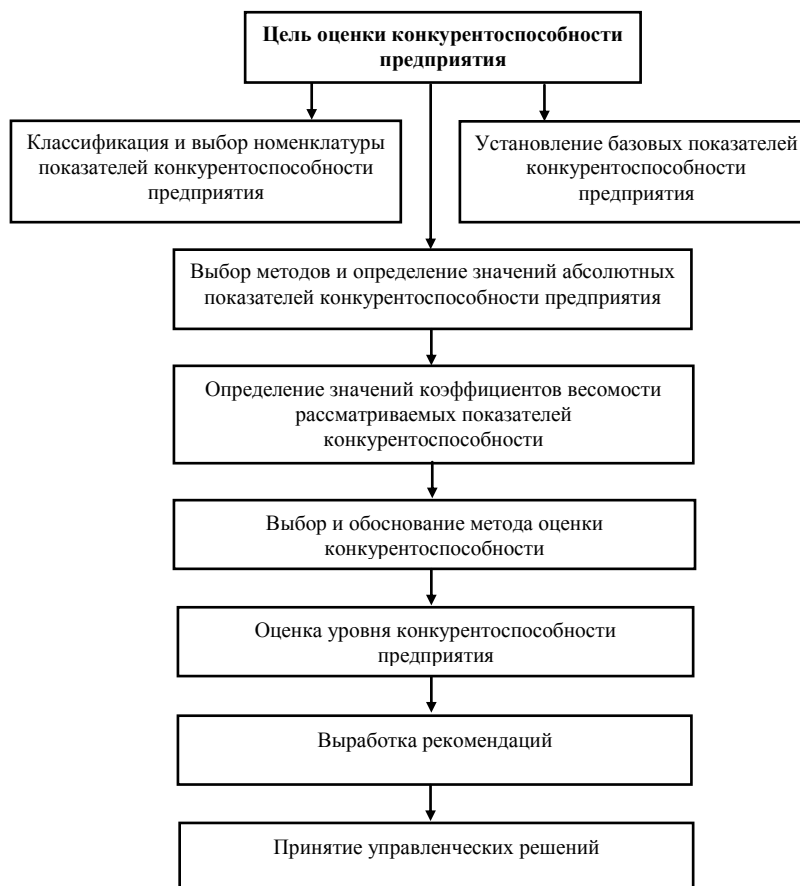 Цель оценки конкурентоспособности
предприятия
Классификация и выбор номенклатуры
показателей конкурентоспособности
предприятия
Установление базовых показателей
конкурентоспособности
предприятия
Выбор методов и определение значений абсолютных
показателей конкурентоспособности предприятия
Определение значений коэффициентов весомости
рассматриваемых показателей
конкурентоспособности
Выбор и обоснование метода оценки
конкурентоспособности
Оценка уровня конкурентоспособности
предприятия
Выработка рекомендаций
Принятие управленческих решений